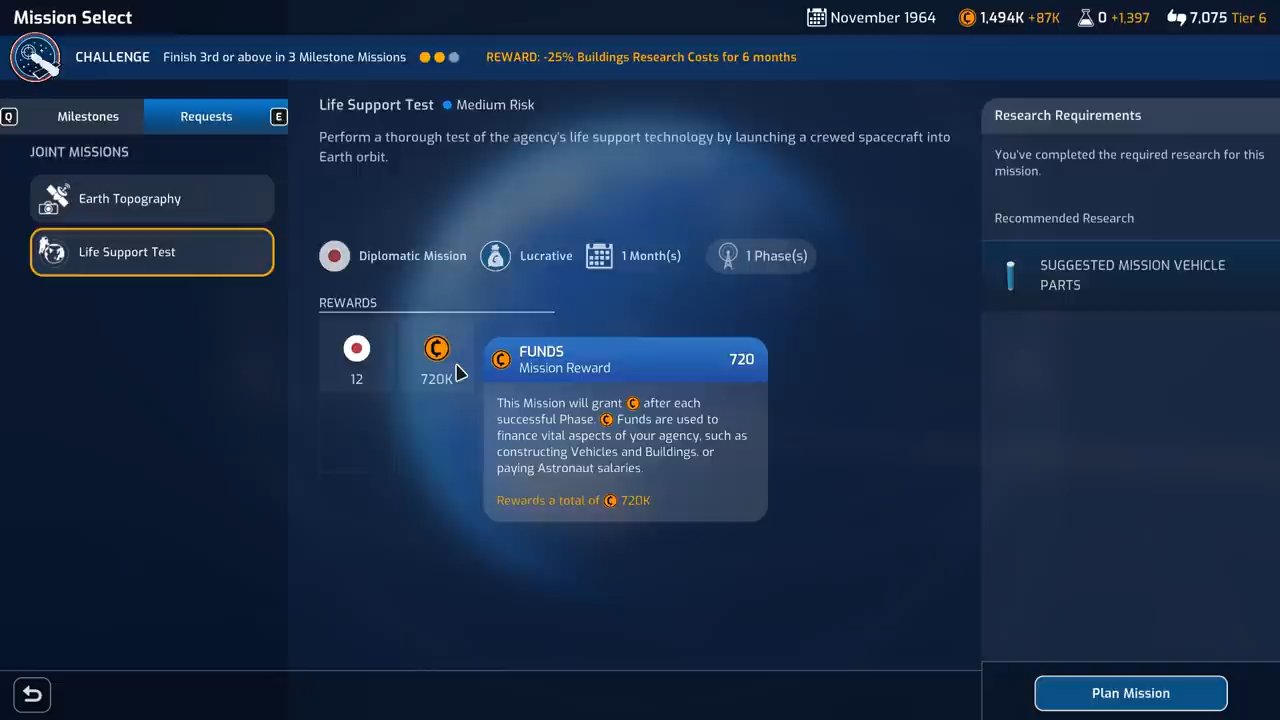 Mission Select
November 1964
1,494K +87K
0 +1,397
7,075 Tier 6
CHALLENGE Finish 3rd or above in 3 Milestone Missions REWARD: -25% Buildings Research Costs for 6 months
Q Milestones Requests E
JOINT MISSIONS
Earth Topography
Life Support Test
Life Support Test Medium Risk
Perform a thorough test of the agency's life support technology by launching a crewed spacecraft into
Earth orbit.
Diplomatic Mission Lucrative 1 Month(s) 1 Phase(s)
REWARDS
12
720K
FUNDS 720
Mission Reward
This Mission will grant after each
successful Phase. Funds are used to
finance vital aspects of your agency, such as
constructing Vehicles and Buildings, or
paying Astronaut salaries.
Rewards a total of 720K
Research Requirements
You've completed the required research for this
mission.
Recommended Research
SUGGESTED MISSION VEHICLE
PARTS
Plan Mission